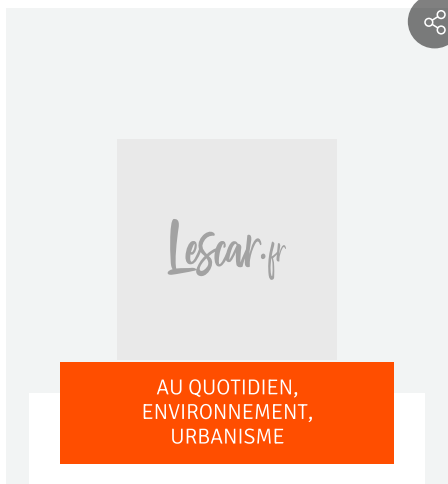 Lescar.fr
AU QUOTIDIEN,
ENVIRONNEMENT,
URBANISME